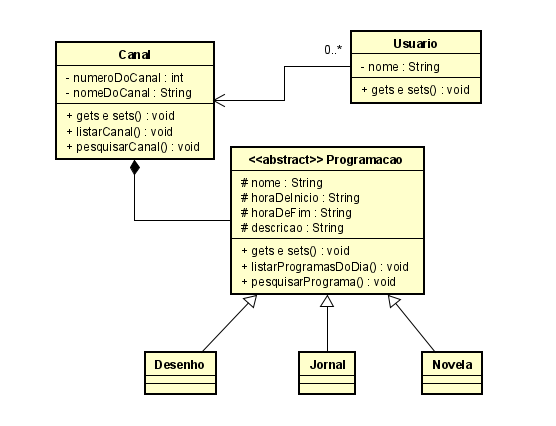 Canal
- numeroDoCanal : int
- nomeDoCanal : String
+ gets e sets() : void
+ listarCanal() : void
+ pesquisarCanal() : void
0..*
Usuario
- nome : String
+ gets e sets() : void
<<abstract>> Programacao
# nome : String
# horaDeInicio : String
# horaDeFim : String
# descricao : String
+ gets e sets() : void
+ listarProgramasDoDia() : void
+ pesquisarPrograma() : void
Desenho
Jornal
Novela